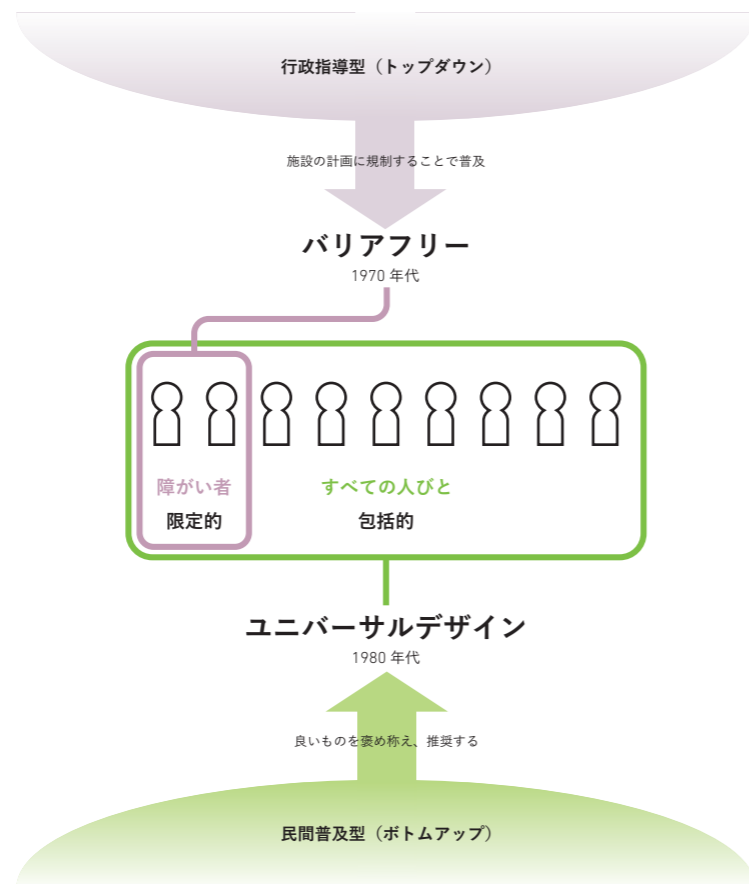 行政指導型（トップダウン）
施設の計画に規制することで普及
バリアフリー
1970 年代
障がい者
すべての人びと
限定的
包括的
ユニバーサルデザイン
1980 年代
良いものを褒め称え、推奨する
民間普及型（ボトムアップ）